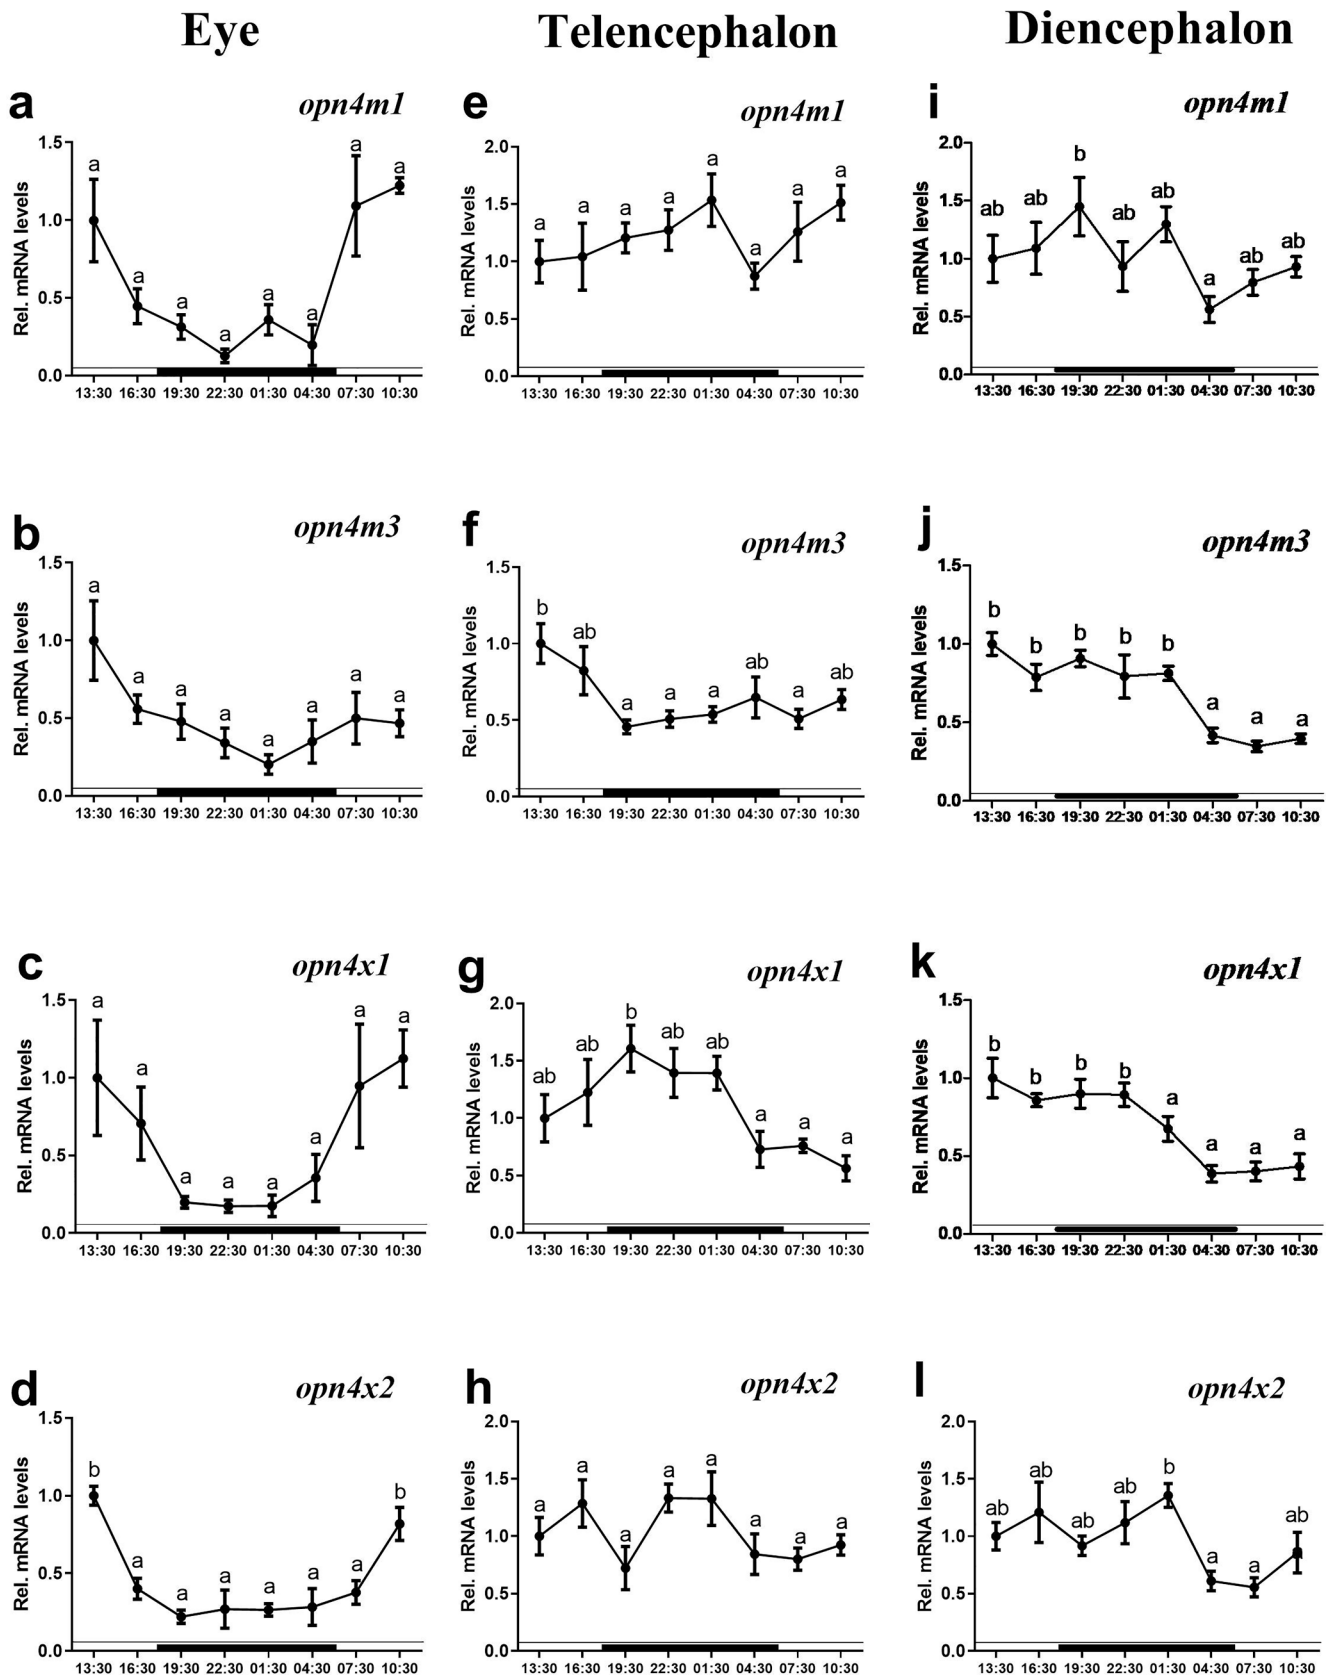 Eye Telencephalon Diencephalon
a opn4m1
1.5
1.0
0.5
0.0
Rel. mRNA levels
a a a a a a a a
13:30 16:30 19:30 22:30 01:30 04:30 07:30 10:30
e opn4m1
2.0
1.5
1.0
0.5
0.0
Rel. mRNA levels
a a a a a a a a
13:30 16:30 19:30 22:30 01:30 04:30 07:30 10:30
i opn4m1
2.0
1.5
1.0
0.5
0.0
Rel. mRNA levels
ab ab b ab ab a ab ab
13:30 16:30 19:30 22:30 01:30 04:30 07:30 10:30
b opn4m3
1.5
1.0
0.5
0.0
Rel. mRNA levels
a a a a a a a a
13:30 16:30 19:30 22:30 01:30 04:30 07:30 10:30
f opn4m3
1.5
1.0
0.5
0.0
Rel. mRNA levels
b ab a a a ab a ab
13:30 16:30 19:30 22:30 01:30 04:30 07:30 10:30
j opn4m3
1.5
1.0
0.5
0.0
Rel. mRNA levels
b b b b b a a a
13:30 16:30 19:30 22:30 01:30 04:30 07:30 10:30
c opn4x1
1.5
1.0
0.5
0.0
Rel. mRNA levels
a a a a a a a a
13:30 16:30 19:30 22:30 01:30 04:30 07:30 10:30
g opn4x1
2.0
1.5
1.0
0.5
0.0
Rel. mRNA levels
ab ab b ab ab a a a
13:30 16:30 19:30 22:30 01:30 04:30 07:30 10:30
k opn4x1
1.5
1.0
0.5
0.0
Rel. mRNA levels
b b b b a a a a
13:30 16:30 19:30 22:30 01:30 04:30 07:30 10:30
d opn4x2
1.5
1.0
0.5
0.0
Rel. mRNA levels
b a a a a a a b
13:30 16:30 19:30 22:30 01:30 04:30 07:30 10:30
h opn4x2
2.0
1.5
1.0
0.5
0.0
Rel. mRNA levels
a a a a a a a a
13:30 16:30 19:30 22:30 01:30 04:30 07:30 10:30
l opn4x2
2.0
1.5
1.0
0.5
0.0
Rel. mRNA levels
ab ab ab ab b a a ab
13:30 16:30 19:30 22:30 01:30 04:30 07:30 10:30